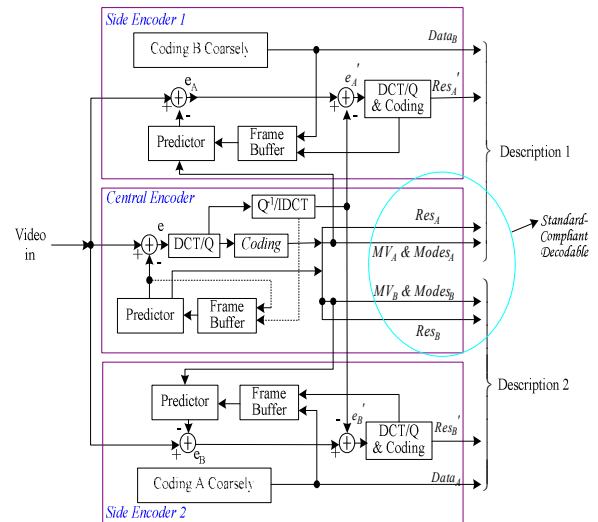 Side Encoder 1
Coding B Coarsely
Data_B
e_A
e_A'
DCT/Q
& Coding
Res_A'
+
-
+
-
Predictor
Frame
Buffer
Description 1
Central Encoder
Q^-1/IDCT
Res_A
Standard-
Compliant
Decodable
Video
in
e
+
-
DCT/Q
Coding
MV_A & Modes_A
MV_B & Modes_B
Predictor
Frame
Buffer
Res_B
Description 2
Predictor
Frame
Buffer
e_B'
-
-
+
+
e_B
DCT/Q
& Coding
Res_B'
Coding A Coarsely
Data_A
Side Encoder 2